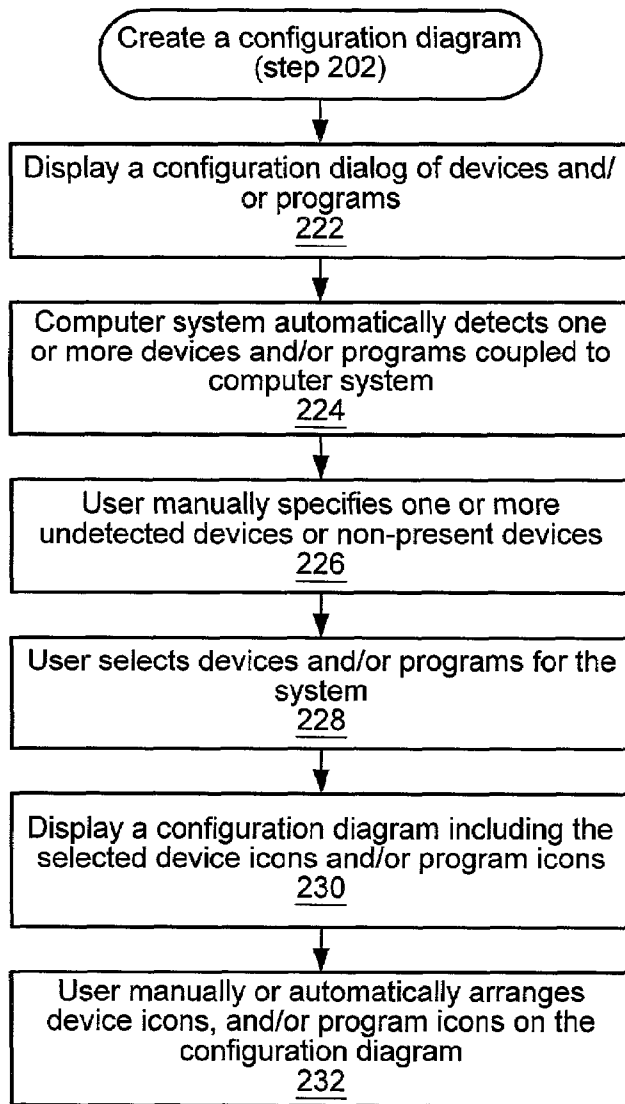 Create a configuration diagram
(step 202)
Display a configuration dialog of devices and/
or programs
222
Computer system automatically detects one
or more devices and/or programs coupled to
computer system
224
User manually specifies one or more
undetected devices or non-present devices
226
User selects devices and/or programs for the
system
228
Display a configuration diagram including the
selected device icons and/or program icons
230
User manually or automatically arranges
device icons, and/or program icons on the
configuration diagram
232